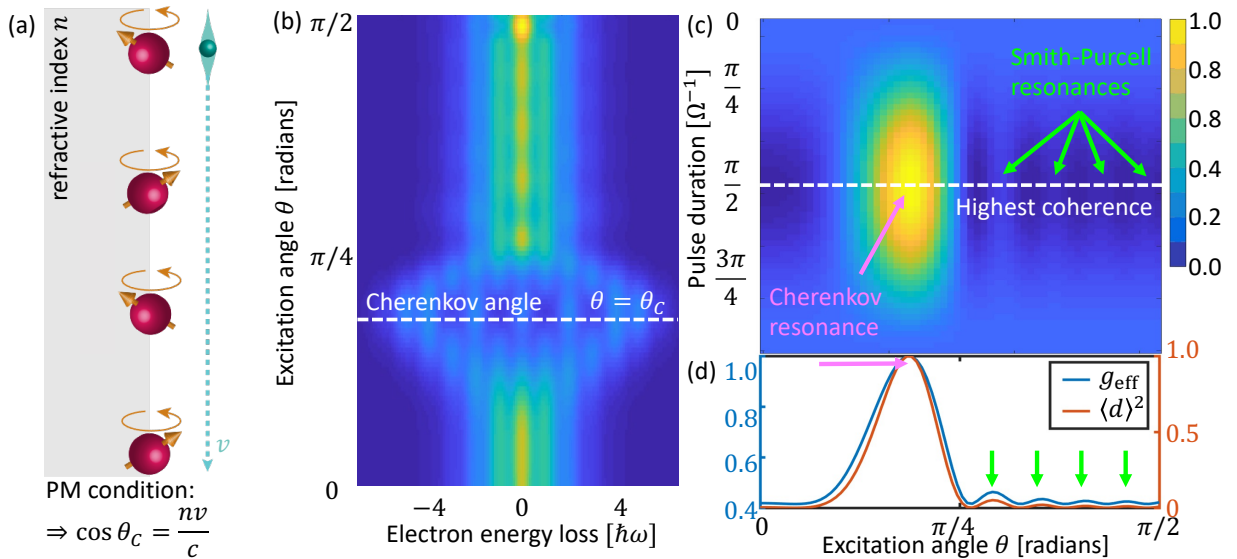 (a)
refractive index n
v
PM condition:
⇒ cos θ_C = nv/c
(b)
π/2
π/4
0
Excitation angle θ [radians]
Cherenkov angle
θ = θ_C
−4
0
4
Electron energy loss [ħω]
(c)
0
π/4
π/2
3π/4
Pulse duration [Ω⁻¹]
Smith-Purcell
resonances
Highest coherence
Cherenkov
resonance
1.0
0.8
0.6
0.4
0.2
0.0
(d)
1.0
0.8
0.6
0.4
g_eff
⟨d⟩²
1.0
0.5
0
0
π/4
π/2
Excitation angle θ [radians]